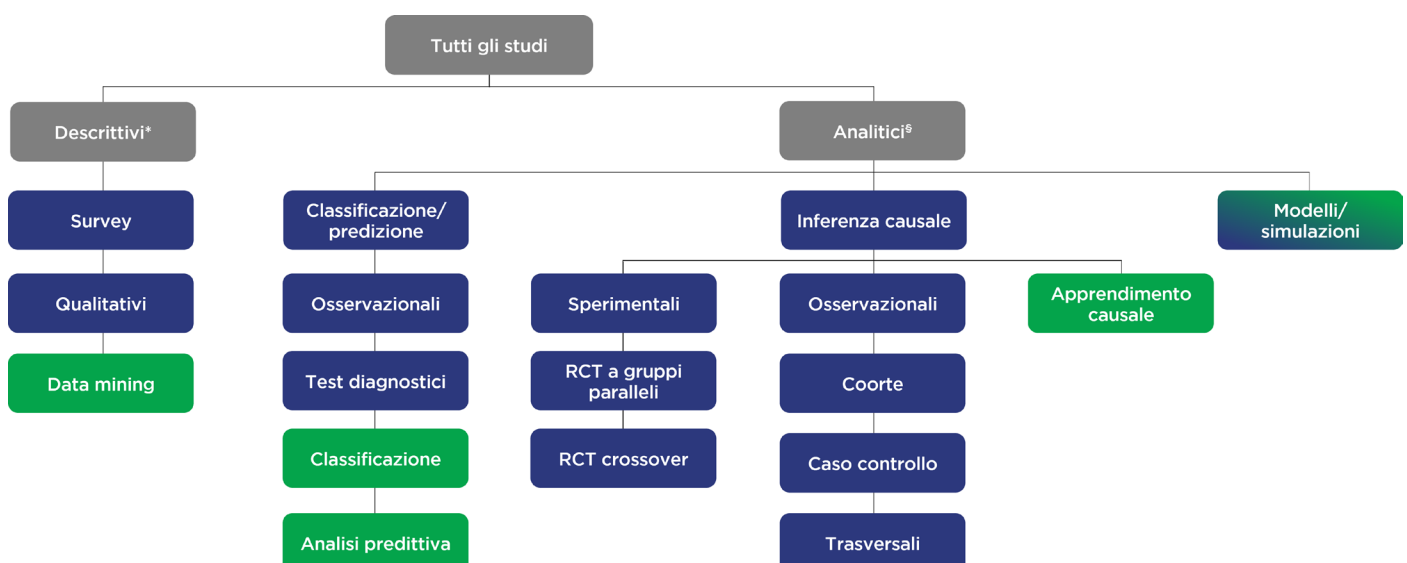 Tutti gli studi
Descrittivi*
Analitici§
Survey
Classificazione/
predizione
Inferenza causale
Modelli/
simulazioni
Qualitativi
Osservazionali
Sperimentali
Osservazionali
Apprendimento
causale
Data mining
Test diagnostici
RCT a gruppi
paralleli
Coorte
Classificazione
RCT crossover
Caso controllo
Analisi predittiva
Trasversali